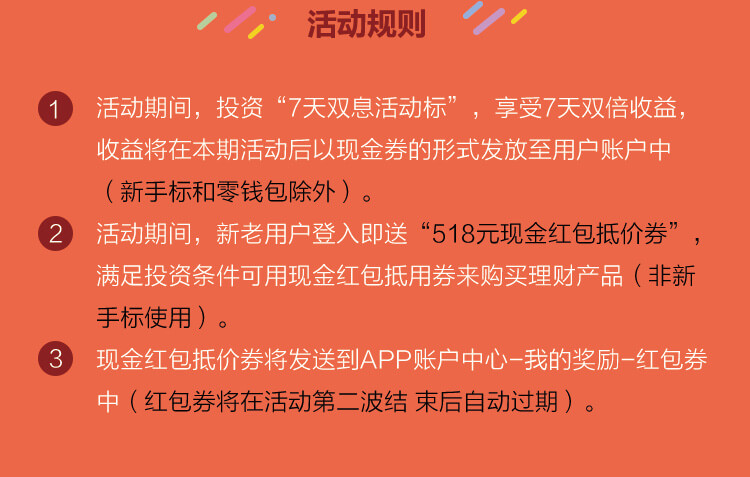 活动规则
1 活动期间，投资“7天双息活动标”，享受7天双倍收益，
收益将在本期活动后以现金券的形式发放至用户账户中
（新手标和零钱包除外）。
2 活动期间，新老用户登入即送“518元现金红包抵价券”，
满足投资条件可用现金红包抵用券来购买理财产品（非新
手标使用）。
3 现金红包抵价券将发送到APP账户中心-我的奖励-红包券
中（红包券将在活动第二波结 束后自动过期）。